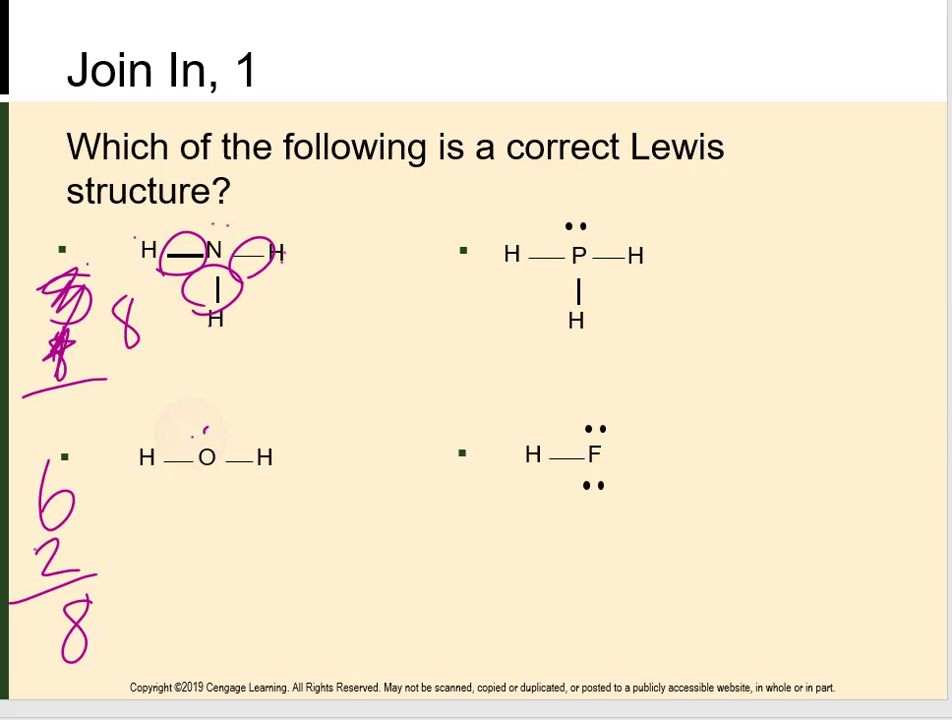 Join In, 1
Which of the following is a correct Lewis
structure?
H — N — H
|
H
8
H — P — H
|
H
H — O — H
H — F
6
2
8
Copyright ©2019 Cengage Learning. All Rights Reserved. May not be scanned, copied or duplicated, or posted to a publicly accessible website, in whole or in part.